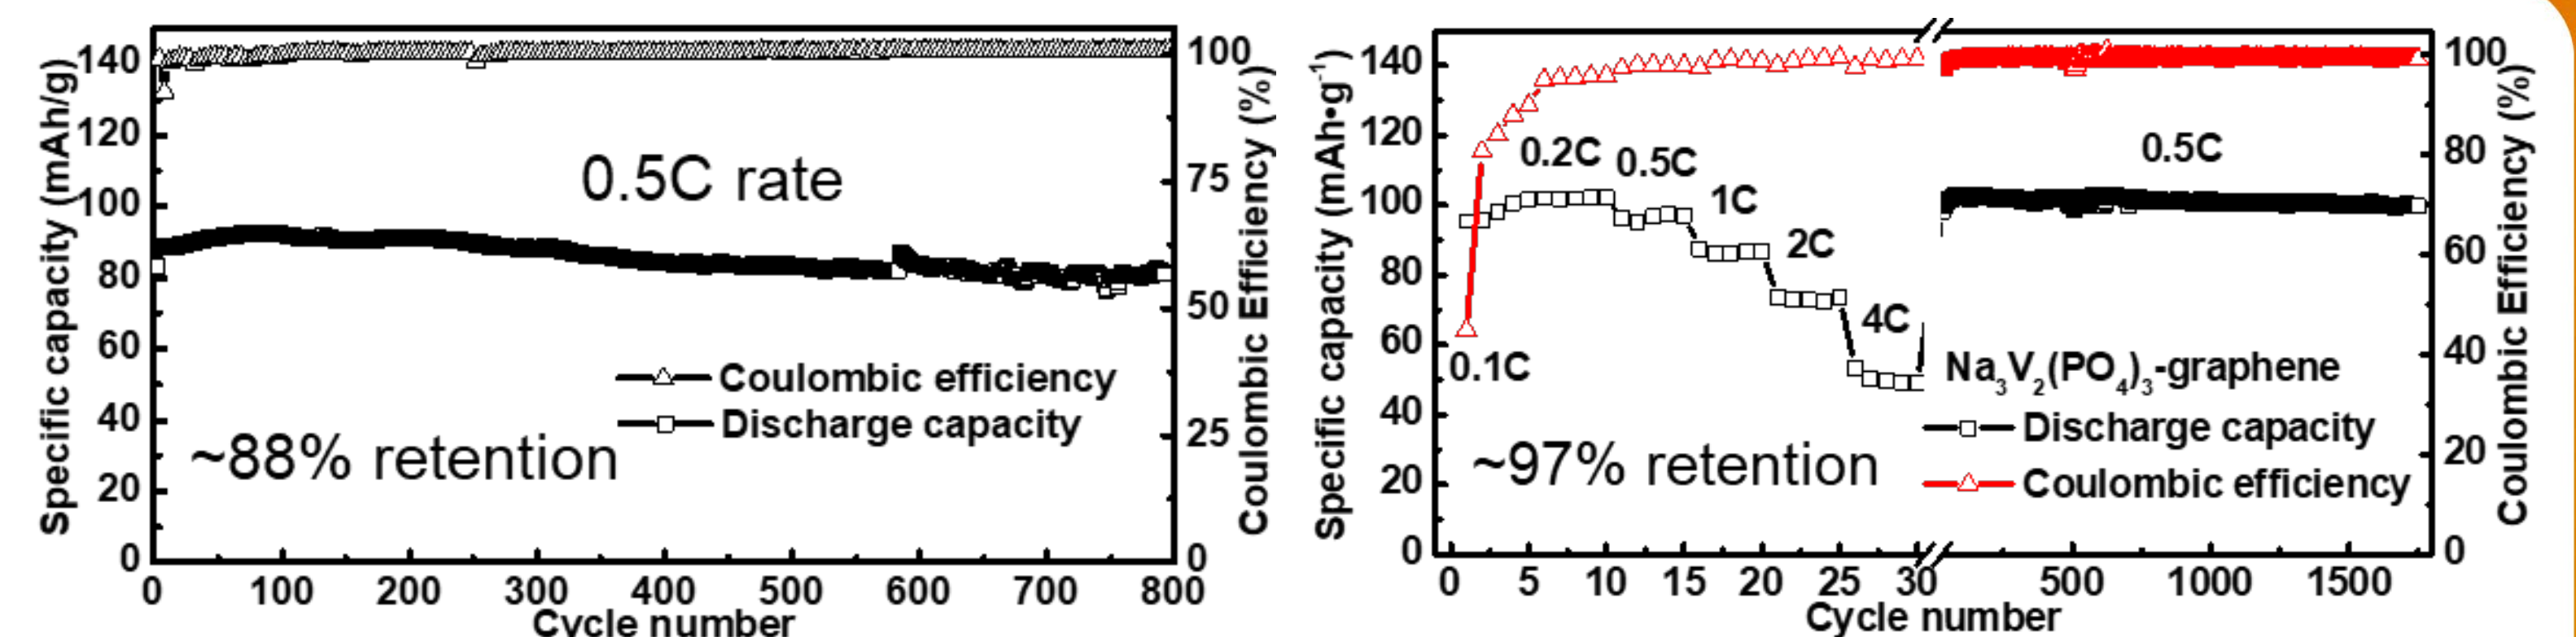 Specific capacity (mAh/g)
140
120
100
80
60
40
20
0
0.5C rate
Coulombic efficiency
Discharge capacity
~88% retention
100
75
50
25
0
Coulombic Efficiency (%)
0 100 200 300 400 500 600 700 800
Cycle number
Specific capacity (mAh•g⁻¹)
140
120
100
80
60
40
20
0
0.2C 0.5C
1C
2C
4C
0.1C
0.5C
Na₃V₂(PO₄)₃-graphene
Discharge capacity
Coulombic efficiency
~97% retention
100
80
60
40
20
0
Coulombic Efficiency (%)
0 5 10 15 20 25 30 500 1000 1500
Cycle number